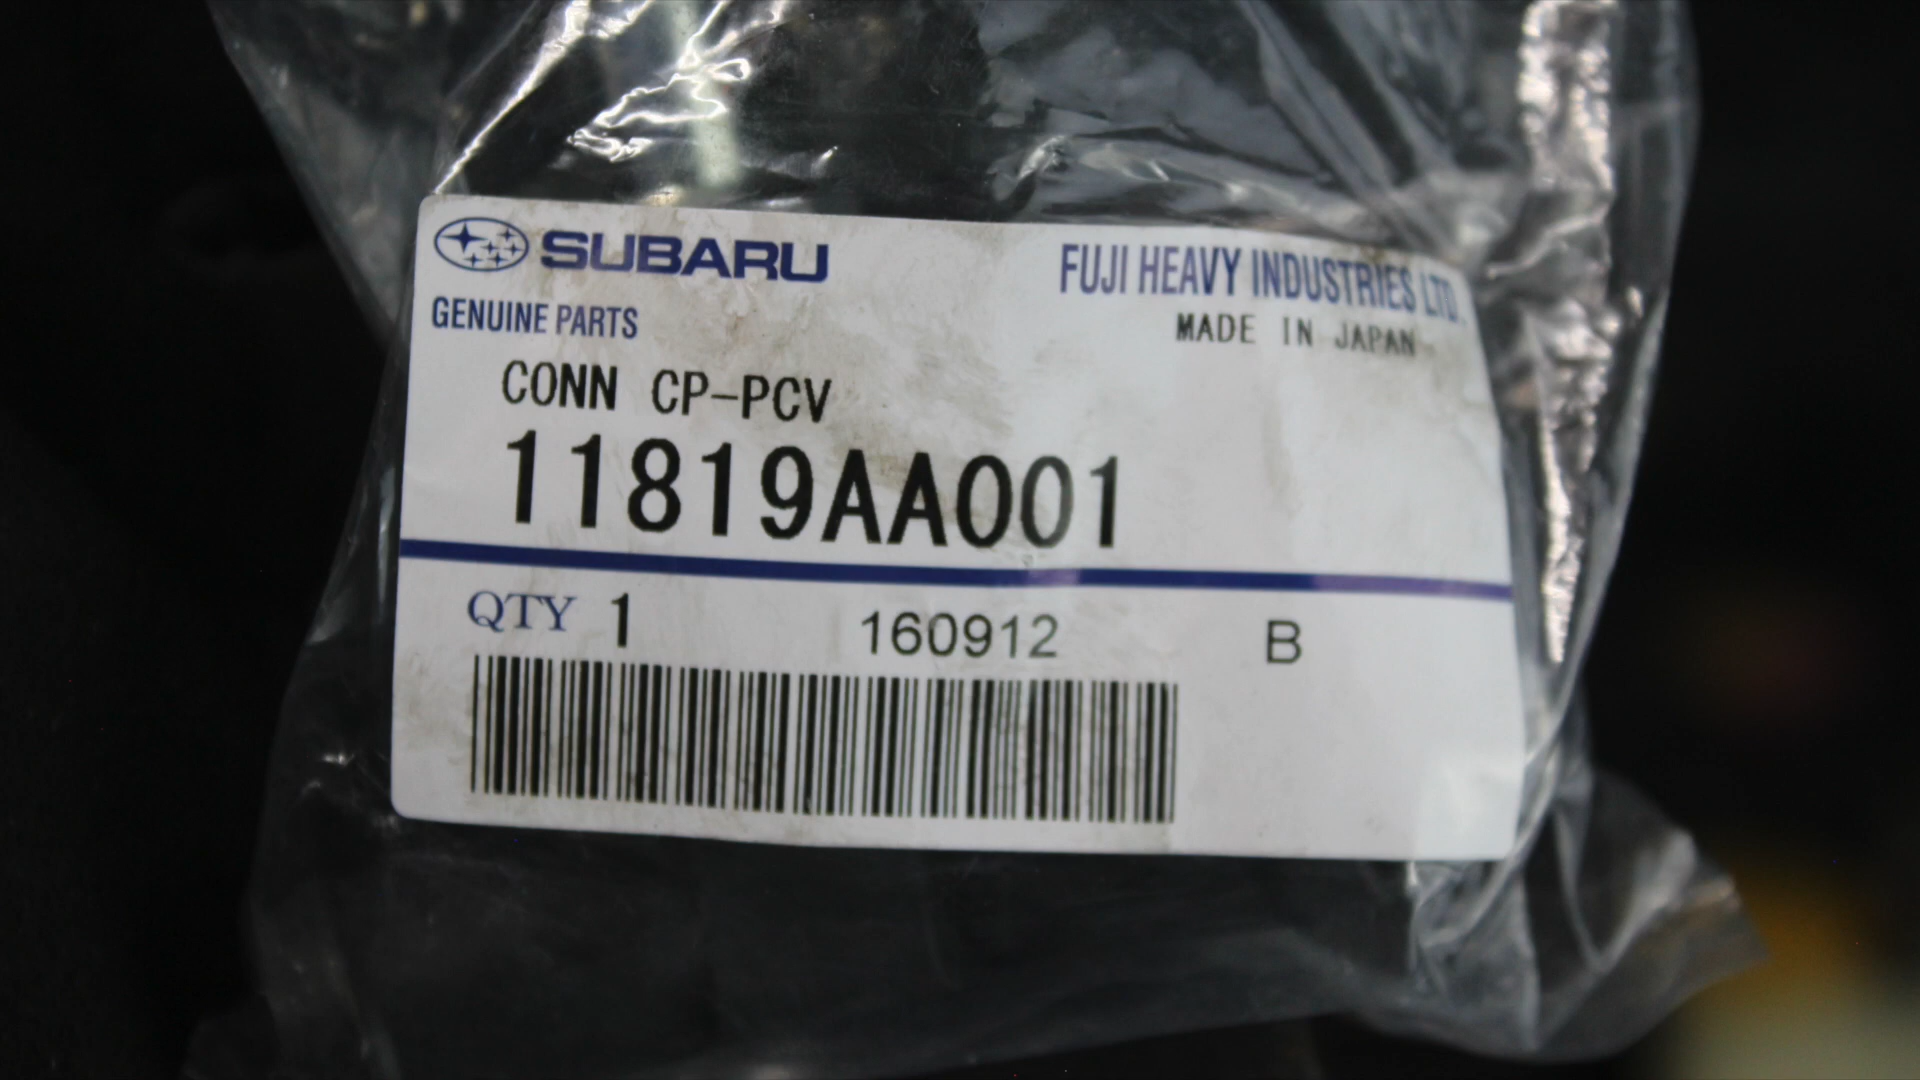 SUBARU
FUJI HEAVY INDUSTRIES LTD.
GENUINE PARTS
MADE IN JAPAN
CONN CP-PCV
11819AA001
QTY 1 160912 B